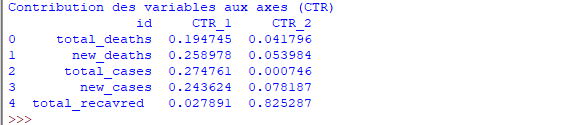 Contribution des variables aux axes (CTR)
id CTR_1 CTR_2
0 total_deaths 0.194745 0.041796
1 new_deaths 0.258978 0.053984
2 total_cases 0.274761 0.000746
3 new_cases 0.243624 0.078187
4 total_recavred 0.027891 0.825287
>>>